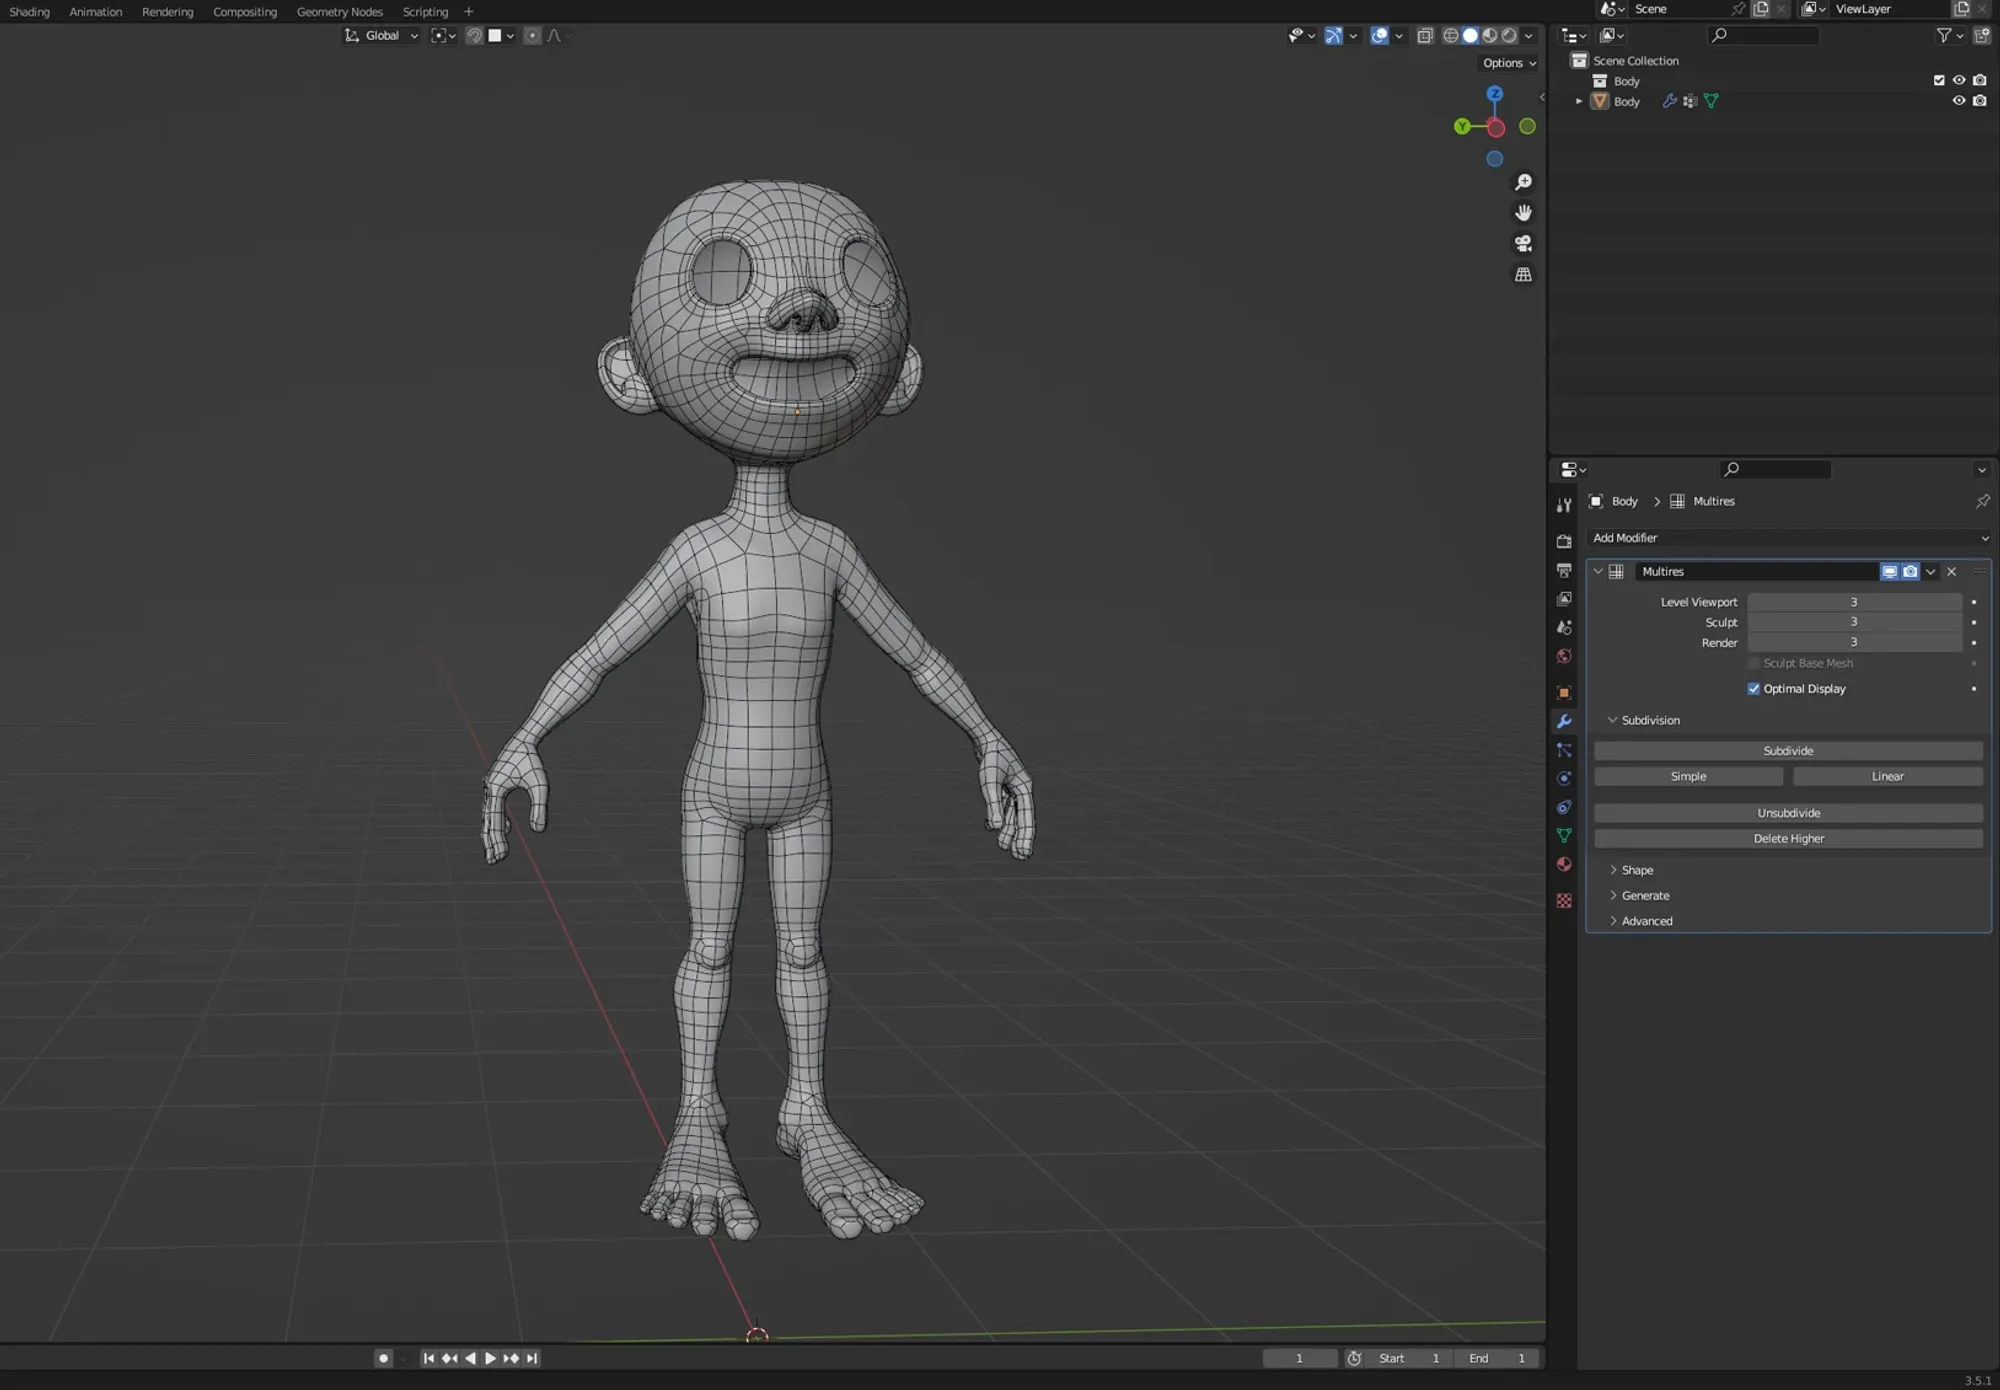 Shading Animation Rendering Compositing Geometry Nodes Scripting +
Scene
ViewLayer
Global
Options
Z
Y
Scene Collection
Body
Body
Body > Multires
Add Modifier
Multires
Level Viewport 3
Sculpt 3
Render 3
Sculpt Base Mesh
Optimal Display
Subdivision
Subdivide
Simple Linear
Unsubdivide
Delete Higher
Shape
Generate
Advanced
1 Start 1 End 1
3.5.1